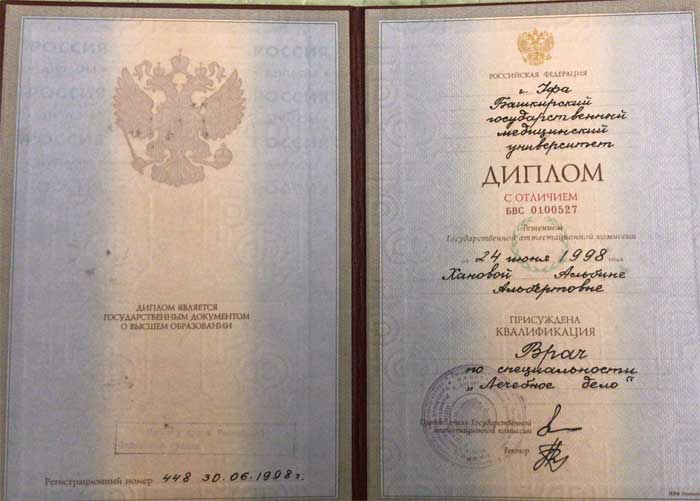 ДИПЛОМ ЯВЛЯЕТСЯ
ГОСУДАРСТВЕННЫМ ДОКУМЕНТОМ
О ВЫСШЕМ ОБРАЗОВАНИИ
Регистрационный номер 448 30.06.1998г.
РОССИЙСКАЯ ФЕДЕРАЦИЯ
г. Уфа
Башкирский
государственный
медицинский
университет
ДИПЛОМ
С ОТЛИЧИЕМ
БВС 0100527
Решением
Государственной аттестационной комиссии
от 24 июня 1998 года
Хановой Альбине
Альбертовне
ПРИСУЖДЕНА
КВАЛИФИКАЦИЯ
Врач
по специальности
"Лечебное дело"
Председатель Государственной
аттестационной комиссии
Ректор